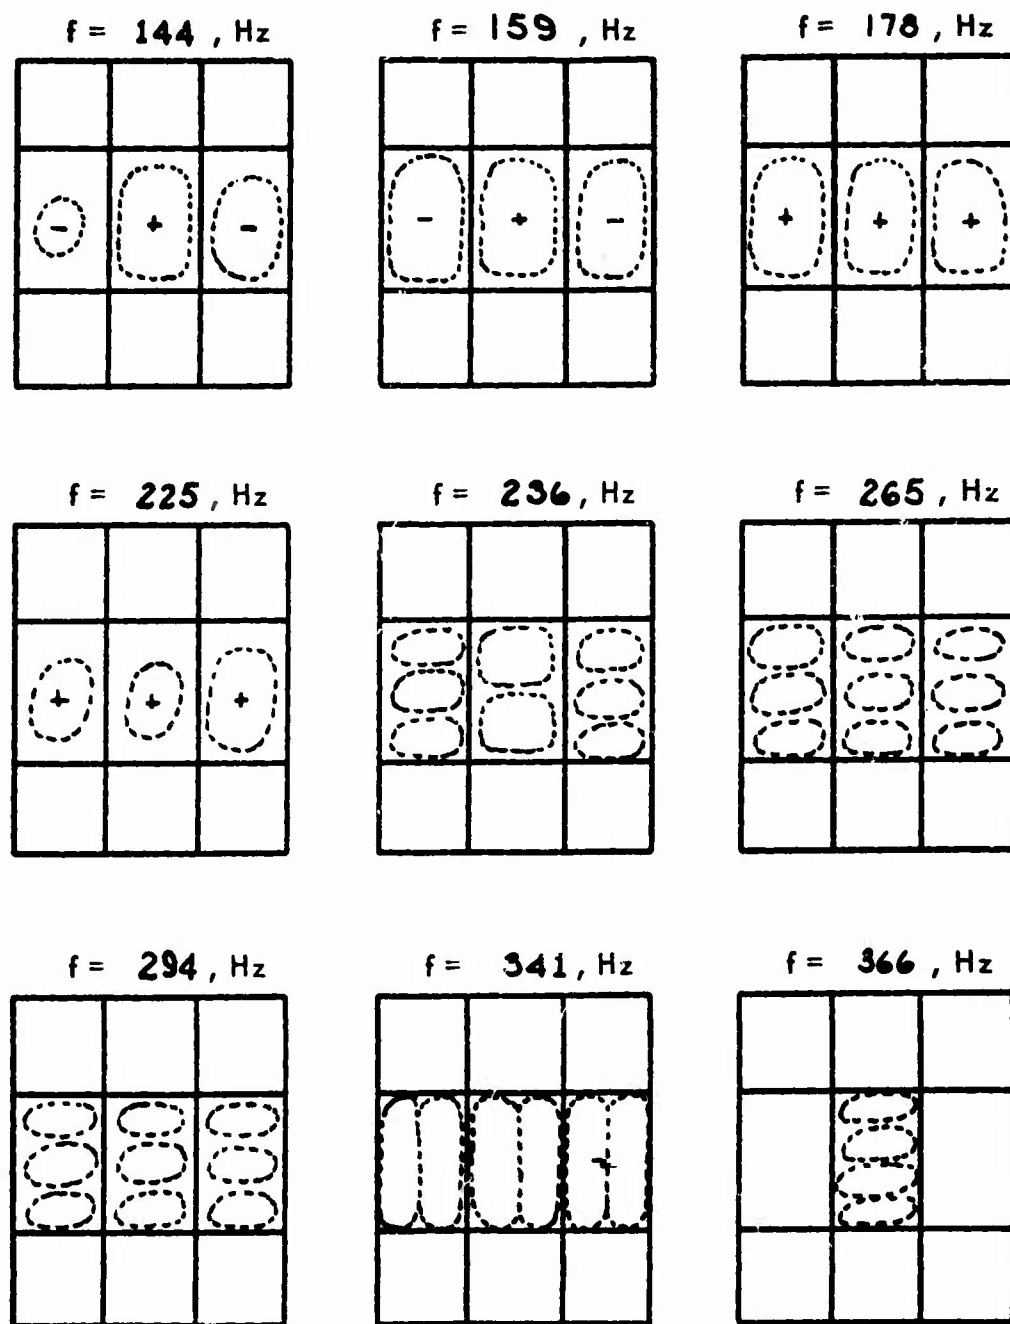 f = 144 , Hz
f = 159 , Hz
f = 178 , Hz
- + -
- + -
+ + +
f = 225 , Hz
f = 236 , Hz
f = 265 , Hz
+ + +
f = 294 , Hz
f = 341 , Hz
f = 366 , Hz